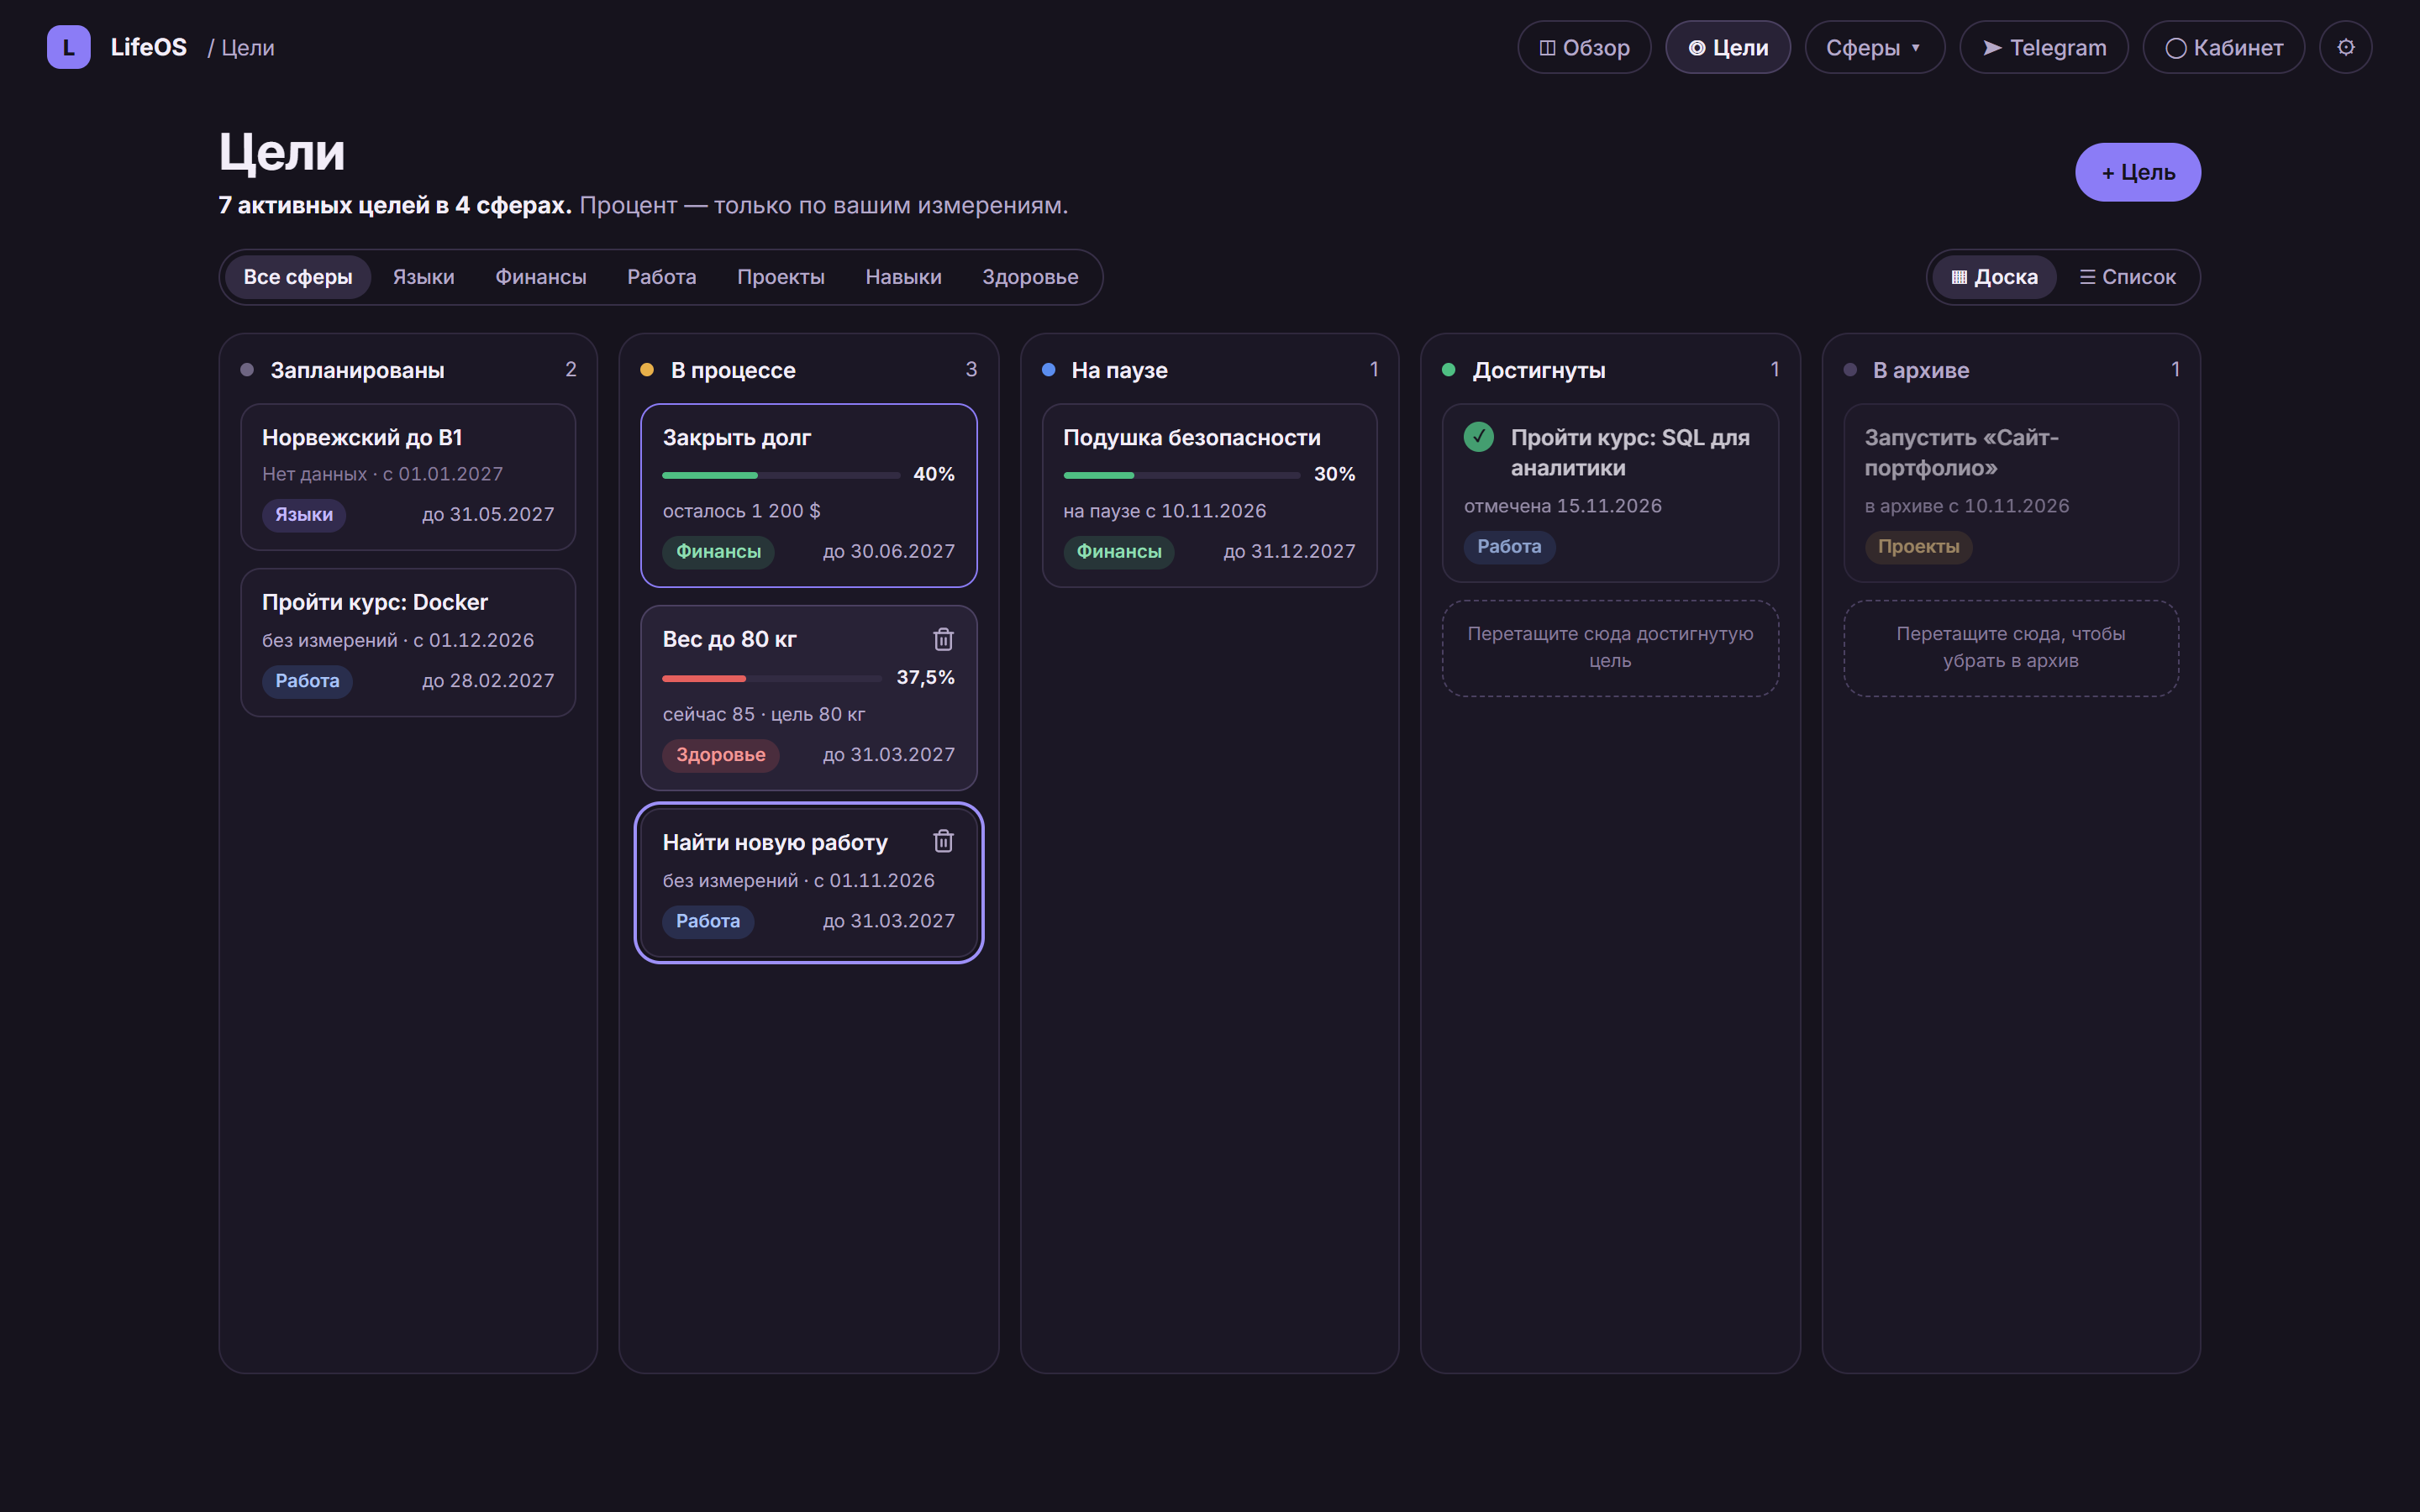 L LifeOS / Цели
Обзор Цели Сферы Telegram Кабинет
Цели
+ Цель
7 активных целей в 4 сферах. Процент — только по вашим измерениям.
Все сферы Языки Финансы Работа Проекты Навыки Здоровье
Доска Список
Запланированы 2
Норвежский до B1
Нет данных · с 01.01.2027
Языки до 31.05.2027
Пройти курс: Docker
без измерений · с 01.12.2026
Работа до 28.02.2027
В процессе 3
Закрыть долг
40%
осталось 1 200 $
Финансы до 30.06.2027
Вес до 80 кг
37,5%
сейчас 85 · цель 80 кг
Здоровье до 31.03.2027
Найти новую работу
без измерений · с 01.11.2026
Работа до 31.03.2027
На паузе 1
Подушка безопасности
30%
на паузе с 10.11.2026
Финансы до 31.12.2027
Достигнуты 1
Пройти курс: SQL для
аналитики
отмечена 15.11.2026
Работа
Перетащите сюда достигнутую
цель
В архиве 1
Запустить «Сайт-
портфолио»
в архиве с 10.11.2026
Проекты
Перетащите сюда, чтобы
убрать в архив